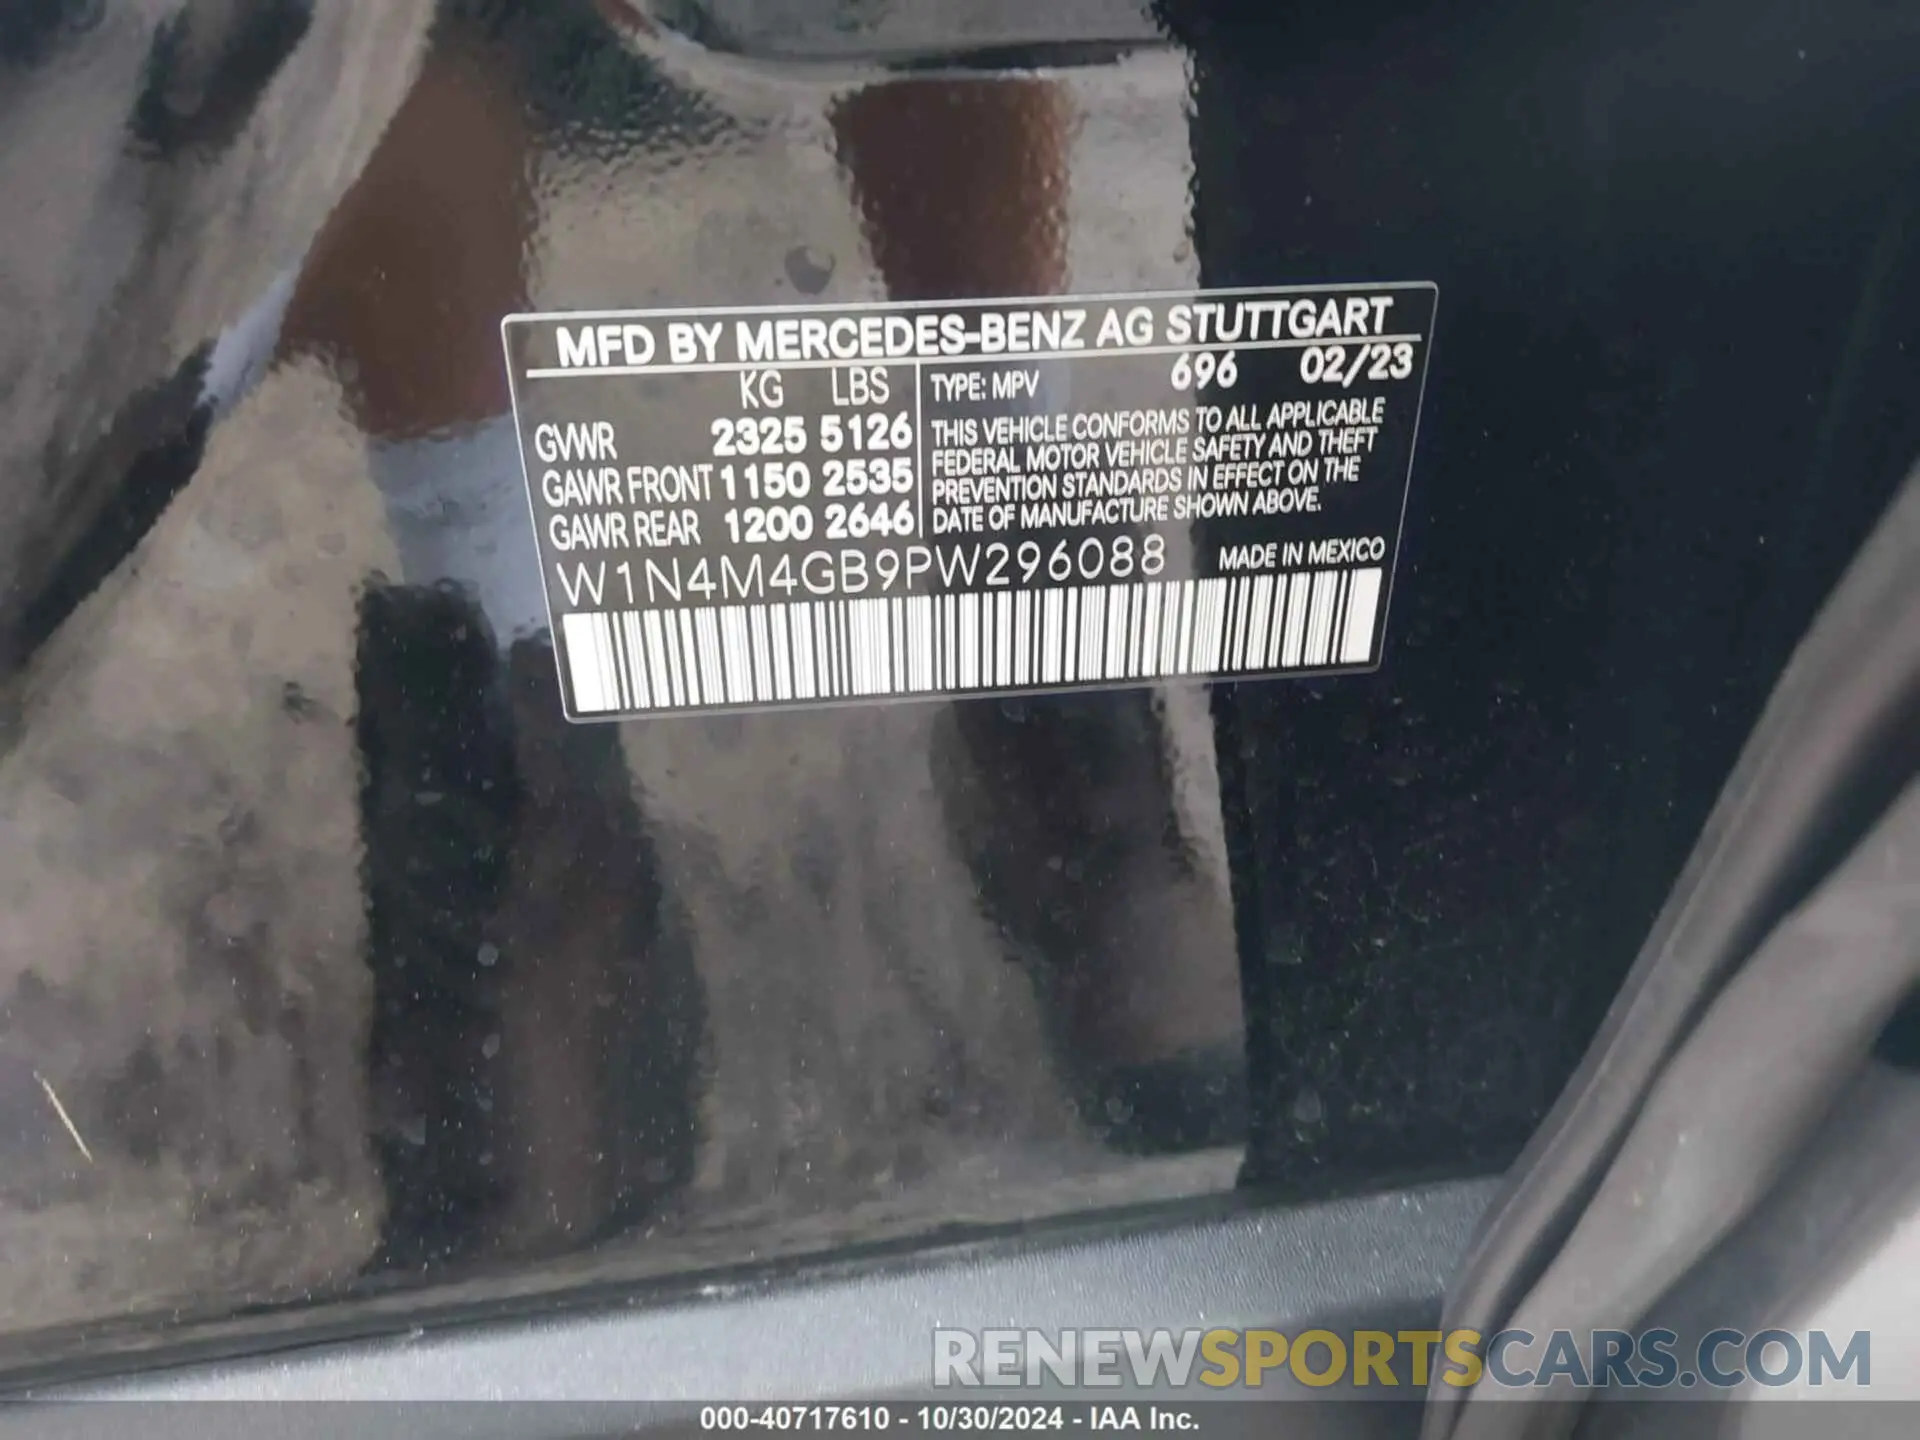 MFD BY MERCEDES-BENZ AG STUTTGART
KG LBS
GVWR 2325 5126
GAWR FRONT 1150 2535
GAWR REAR 1200 2646
TYPE: MPV 696 02/23
THIS VEHICLE CONFORMS TO ALL APPLICABLE
FEDERAL MOTOR VEHICLE SAFETY AND THEFT
PREVENTION STANDARDS IN EFFECT ON THE
DATE OF MANUFACTURE SHOWN ABOVE.
W1N4M4GB9PW296088 MADE IN MEXICO
RENEWSPORTSCARS.COM
000-40717610 - 10/30/2024 - IAA Inc.